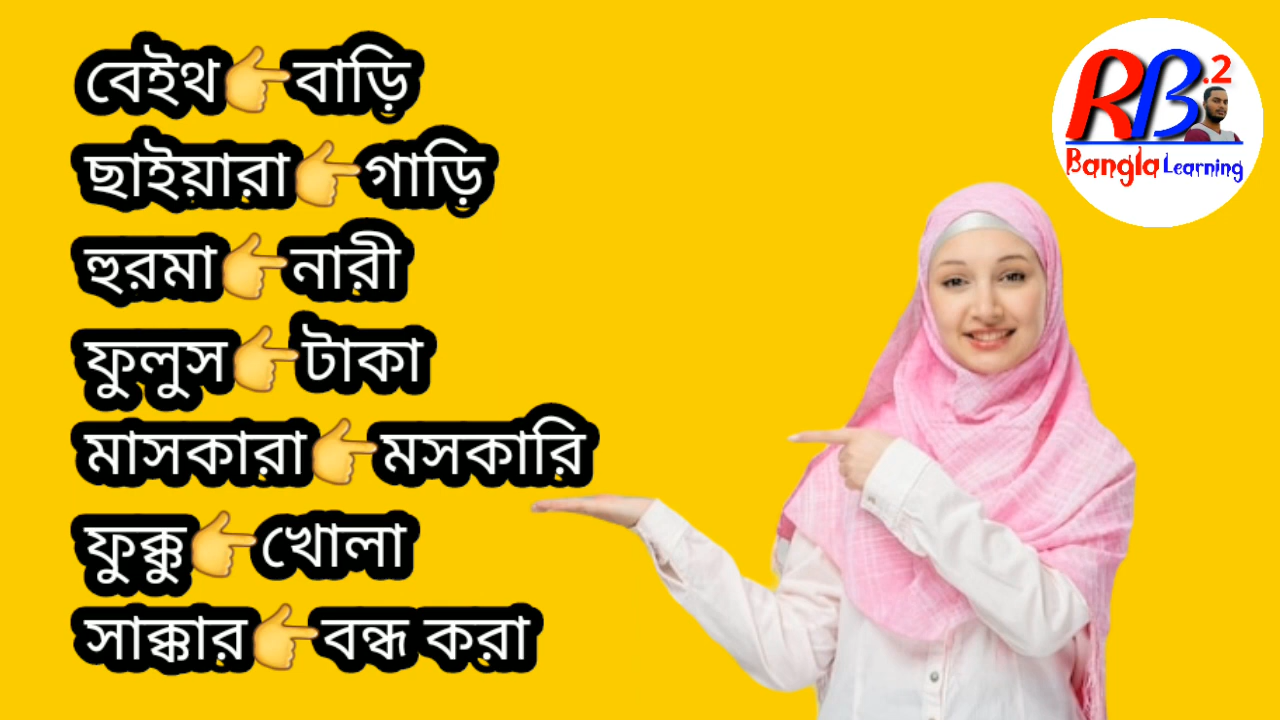 বেইথ👉বাড়ি
ছাইয়ারা👉গাড়ি
হুরমা👉নারী
ফুলুস👉টাকা
মাসকারা👉মসকারি
ফুক্কু👉খোলা
সাক্কার👉বন্ধ করা
RB.2
Bangla Learning